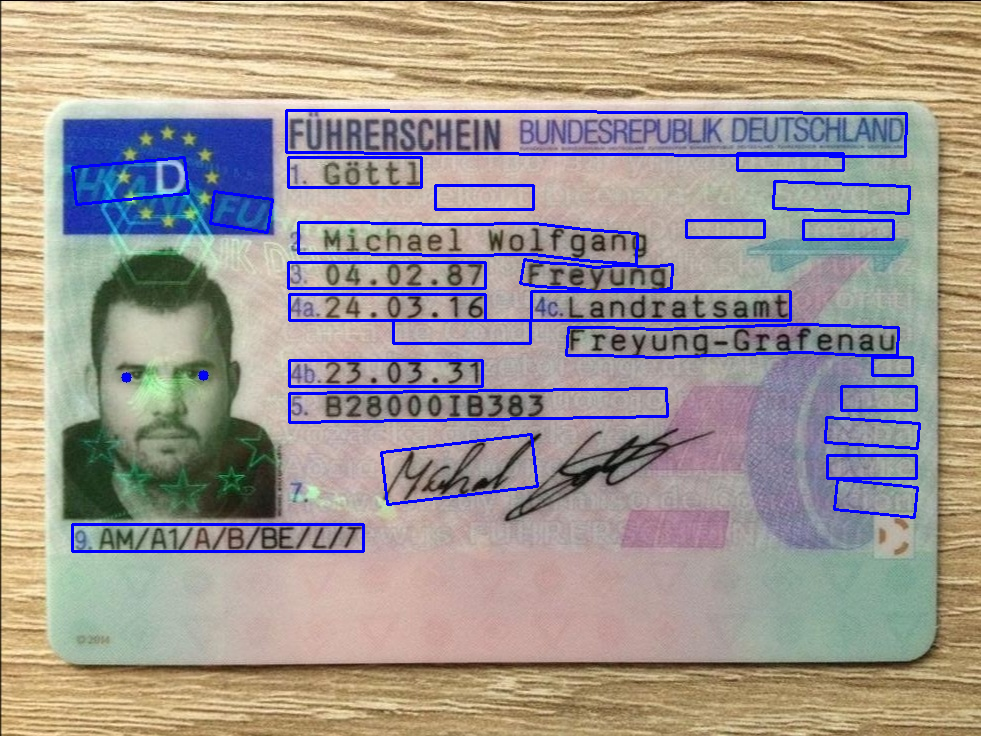 FÜHRERSCHEIN BUNDESREPUBLIK DEUTSCHLAND
D
1. Göttl
2. Michael Wolfgang
3. 04.02.87 Freyung
4a. 24.03.16 4c. Landratsamt
Freyung-Grafenau
4b. 23.03.31
5. B28000IB383
7.
9. AM/A1/A/B/BE/L/T
© 2014